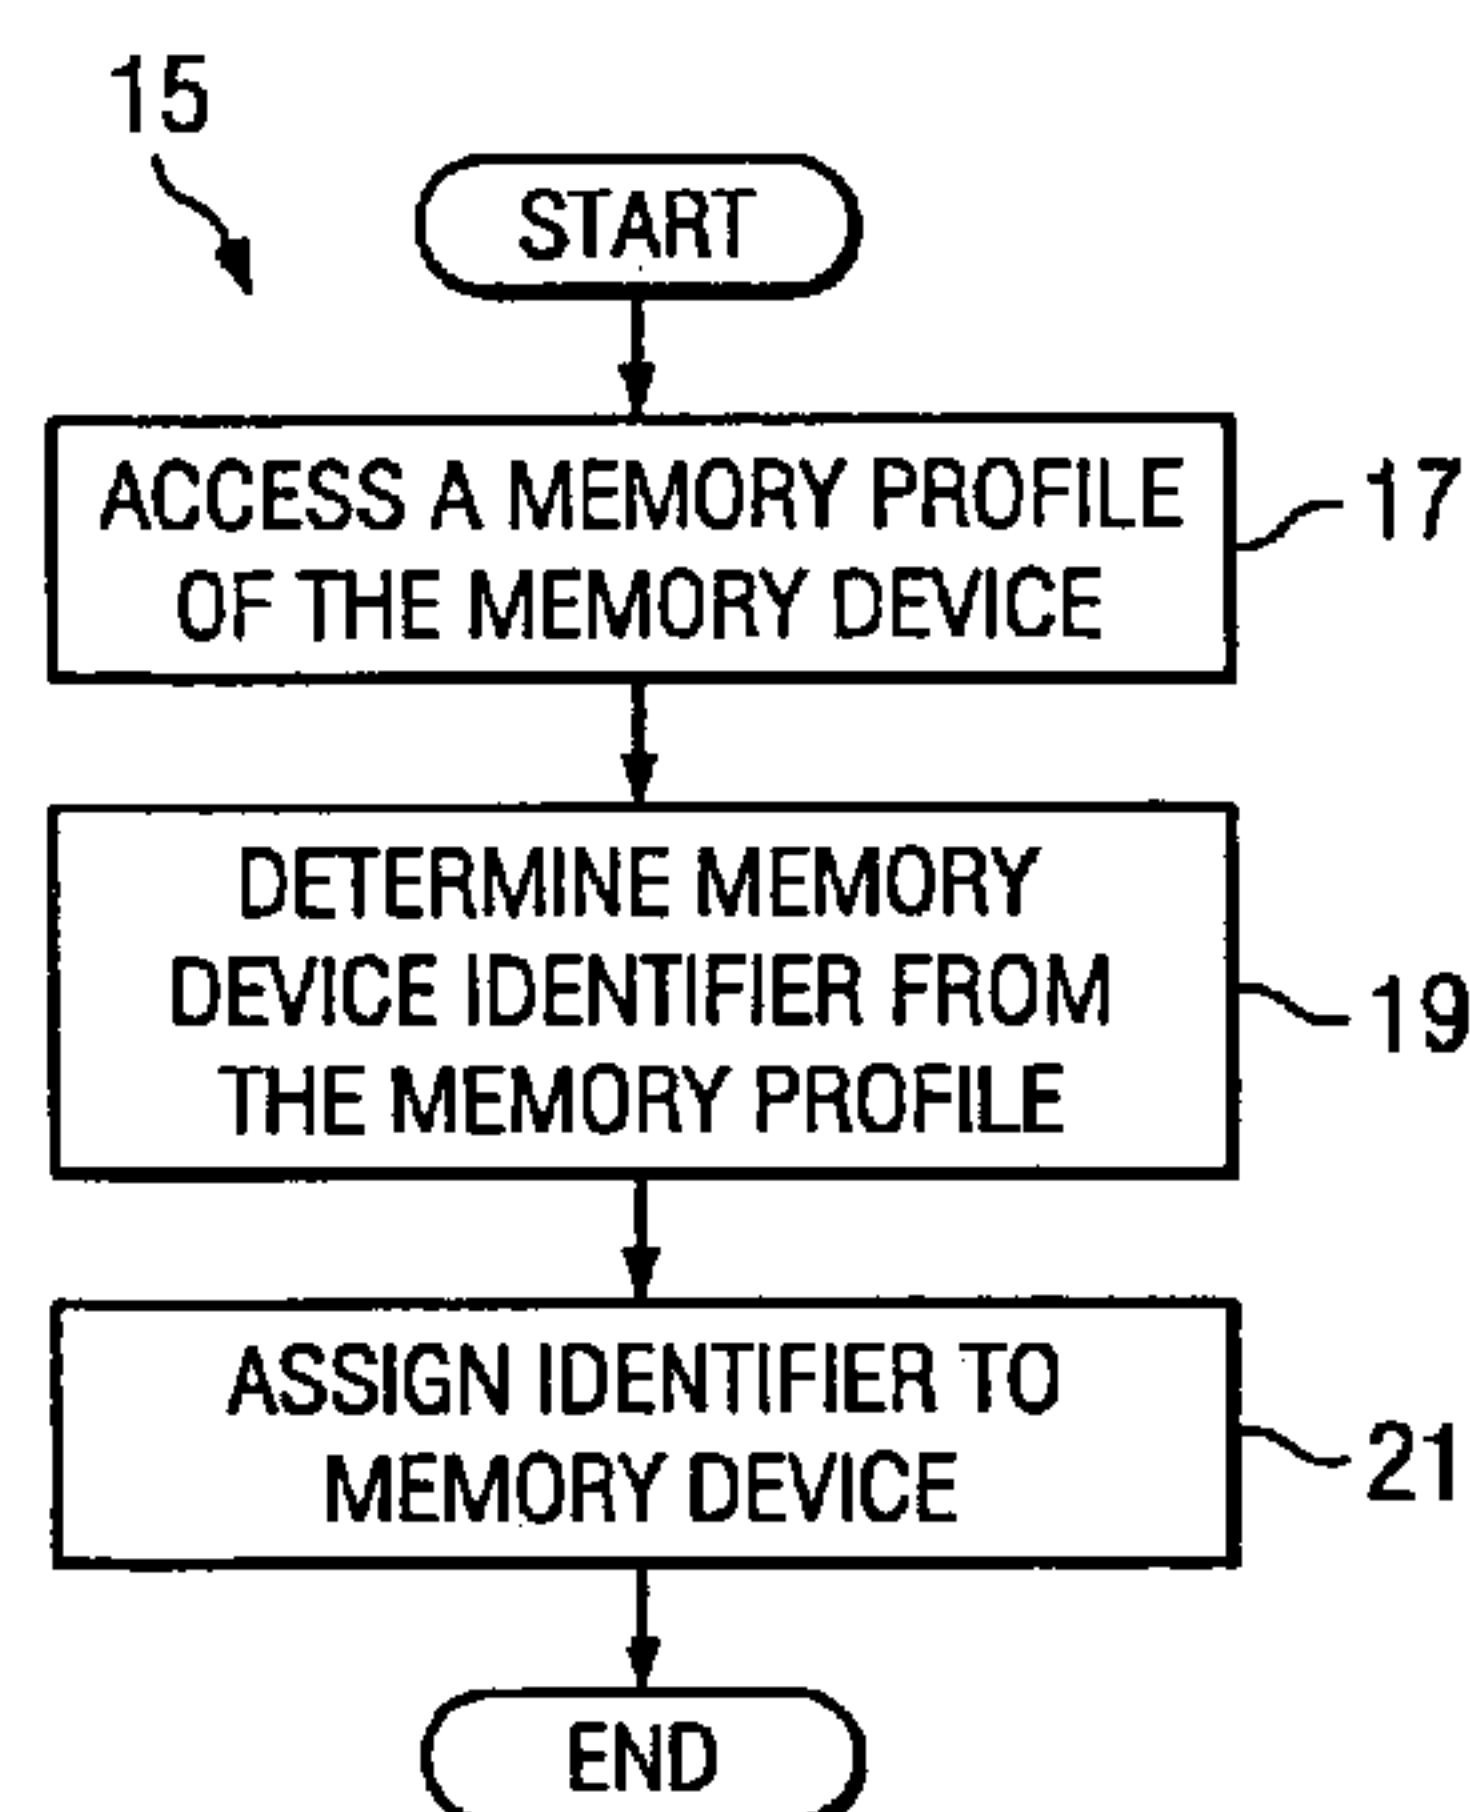 15
START
ACCESS A MEMORY PROFILE
OF THE MEMORY DEVICE
17
DETERMINE MEMORY
DEVICE IDENTIFIER FROM
THE MEMORY PROFILE
19
ASSIGN IDENTIFIER TO
MEMORY DEVICE
21
END